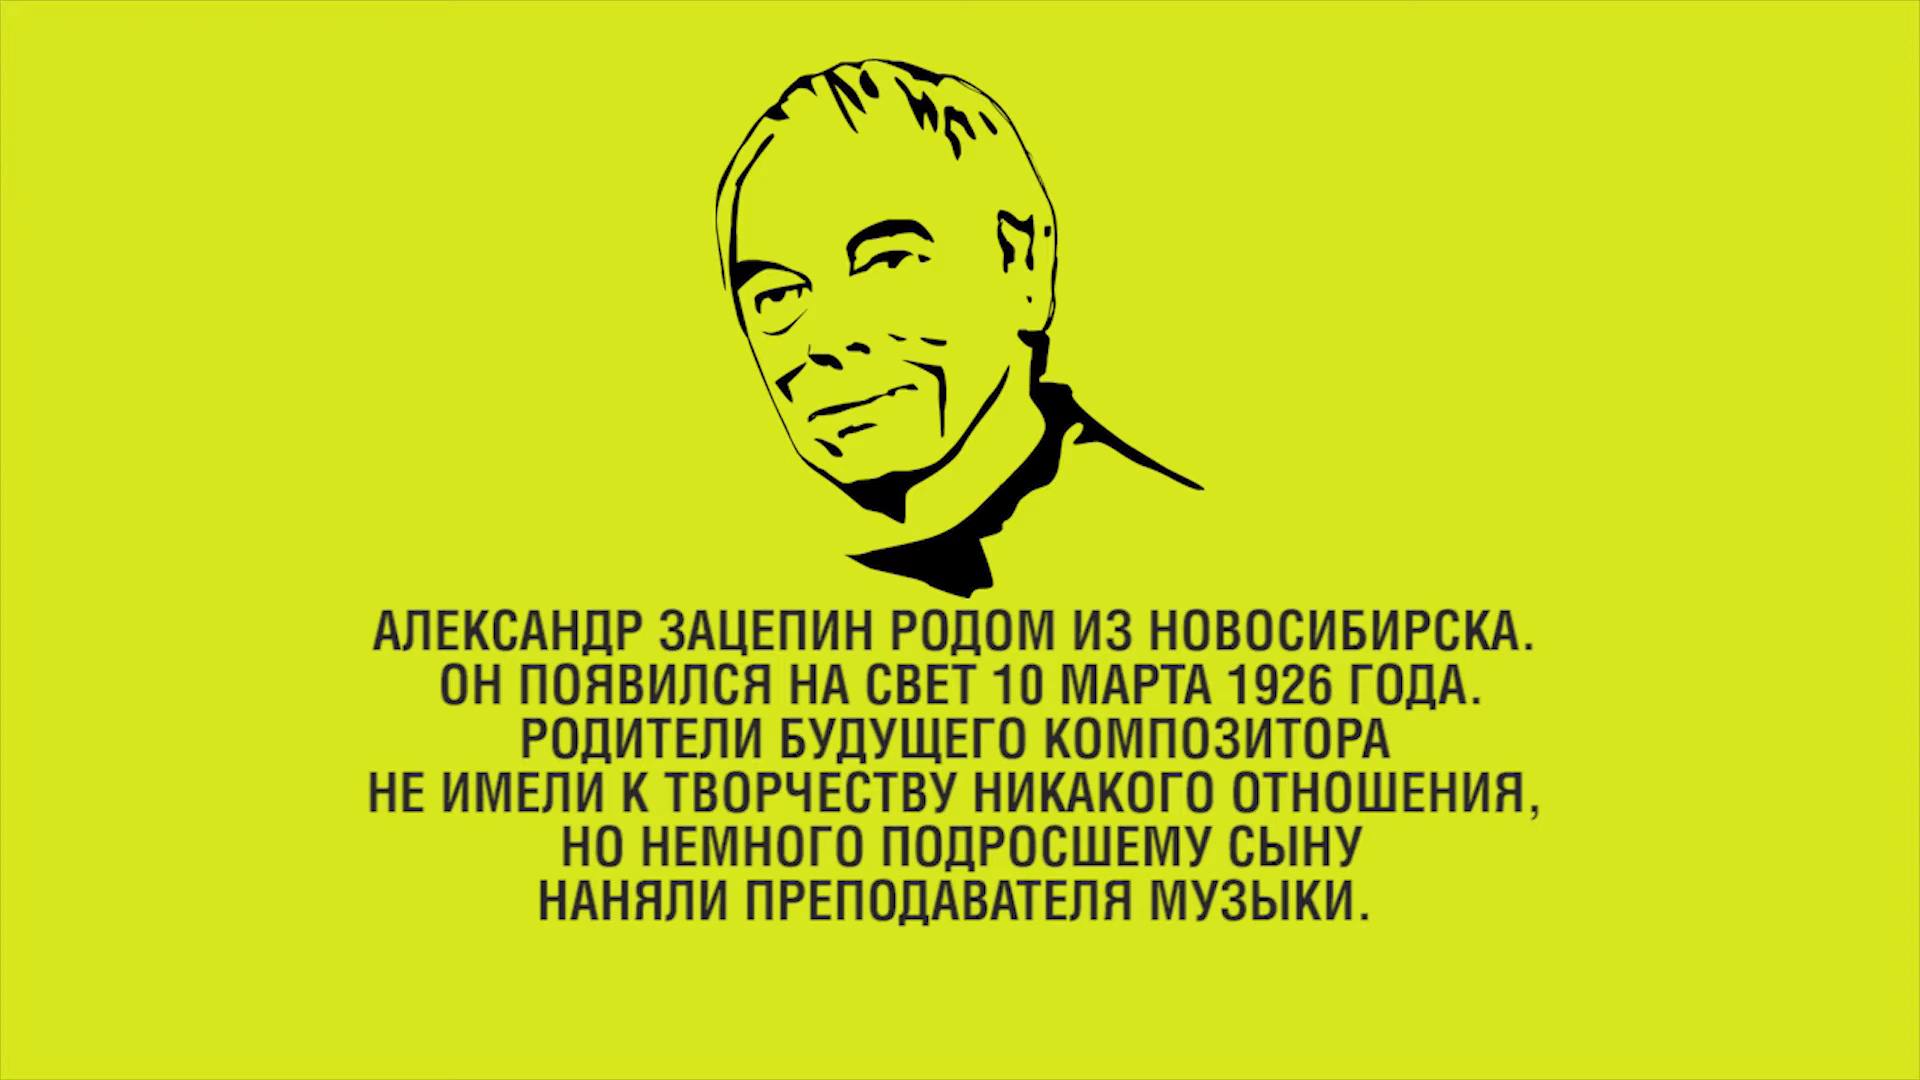 АЛЕКСАНДР ЗАЦЕПИН РОДОМ ИЗ НОВОСИБИРСКА.
ОН ПОЯВИЛСЯ НА СВЕТ 10 МАРТА 1926 ГОДА.
РОДИТЕЛИ БУДУЩЕГО КОМПОЗИТОРА
НЕ ИМЕЛИ К ТВОРЧЕСТВУ НИКАКОГО ОТНОШЕНИЯ,
НО НЕМНОГО ПОДРОСШЕМУ СЫНУ
НАНЯЛИ ПРЕПОДАВАТЕЛЯ МУЗЫКИ.